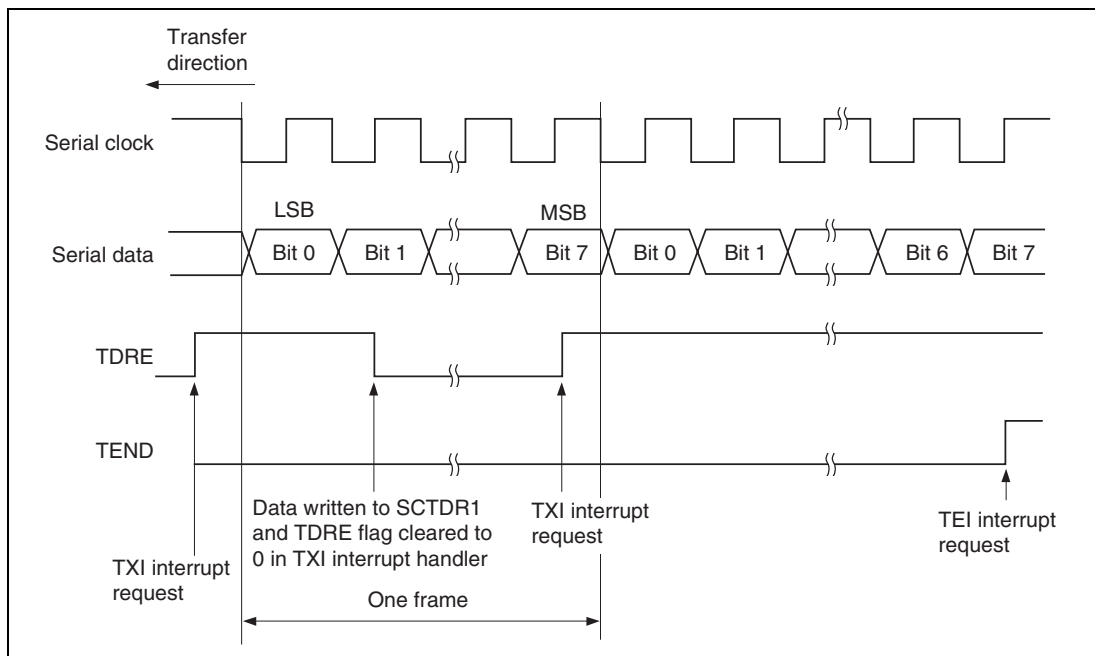 Transfer
direction
Serial clock
LSB
MSB
Serial data
Bit 0
Bit 1
Bit 7
Bit 0
Bit 1
Bit 6
Bit 7
TDRE
TEND
Data written to SCTDR1
and TDRE flag cleared to
0 in TXI interrupt handler
TXI interrupt
request
TEI interrupt
request
TXI interrupt
request
One frame